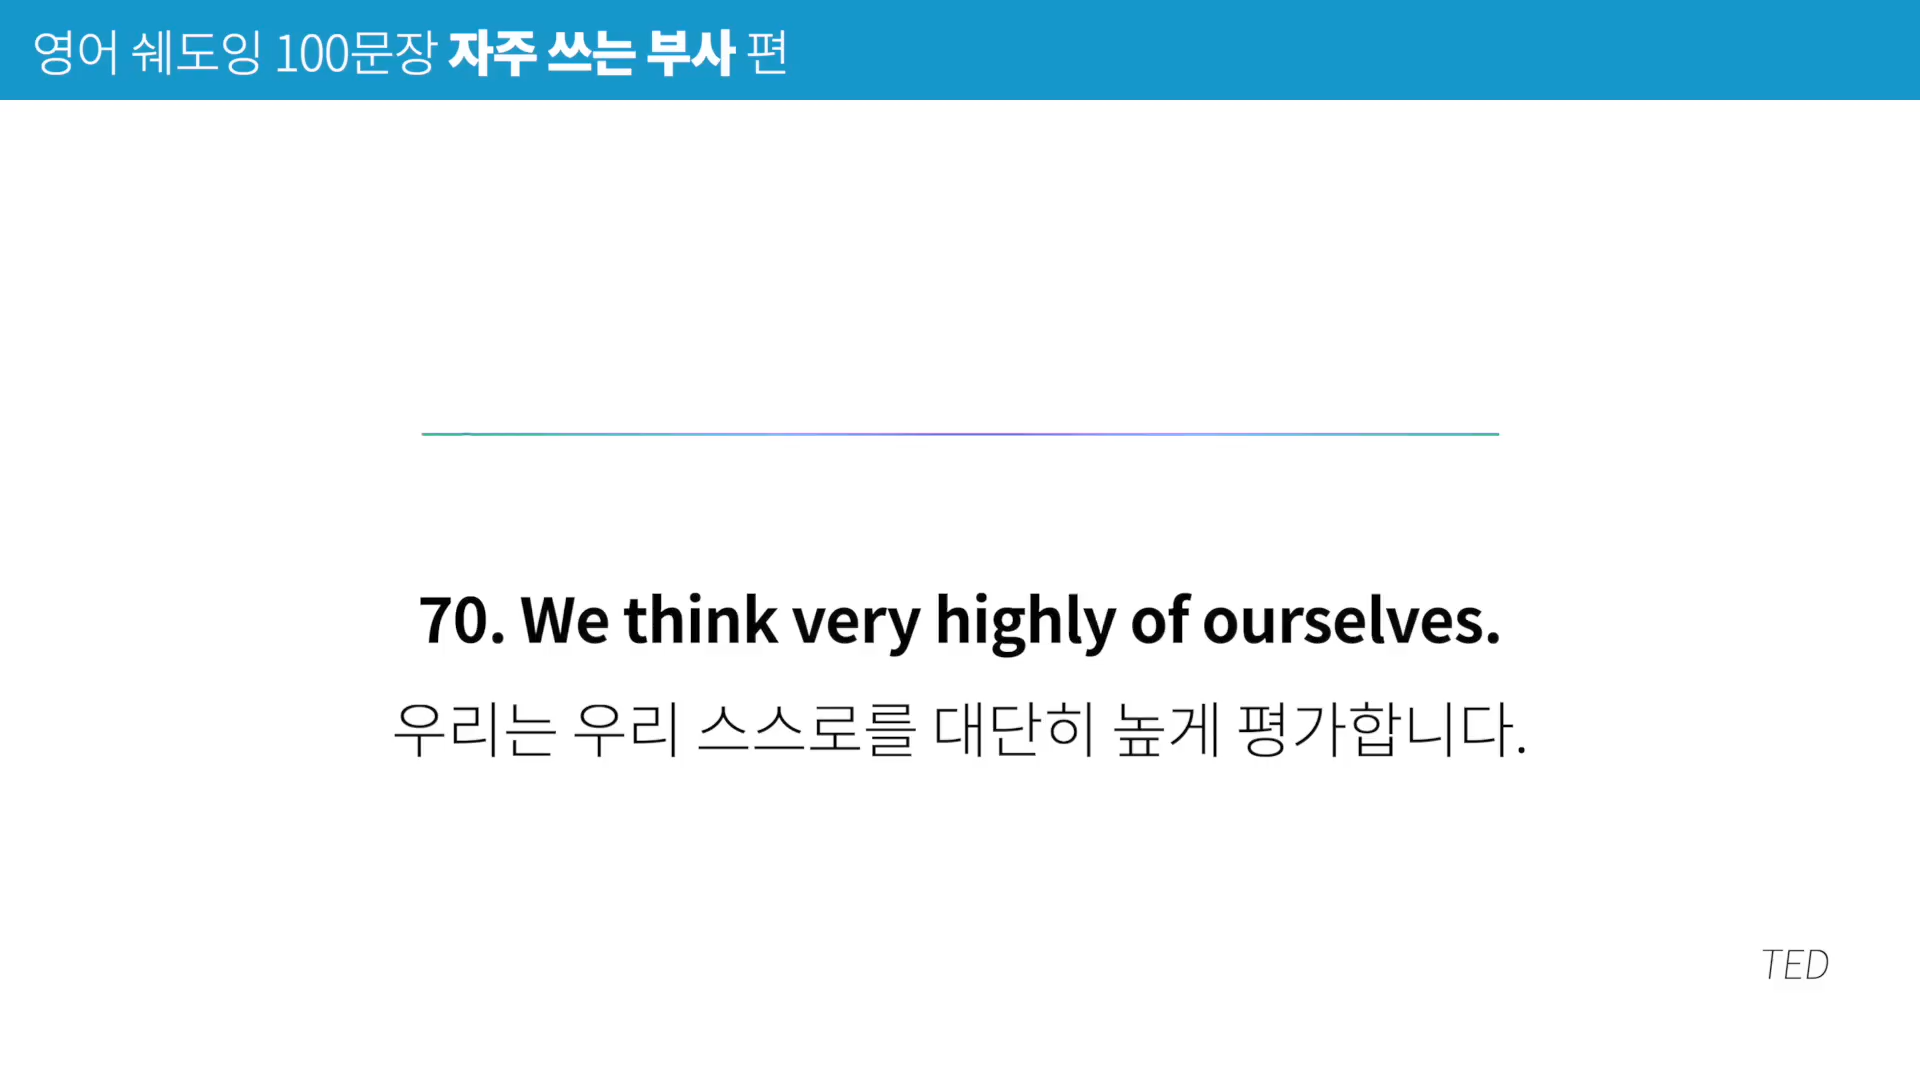 영어 쉐도잉 100문장 자주 쓰는 부사 편
70. We think very highly of ourselves.
우리는 우리 스스로를 대단히 높게 평가합니다.
TED